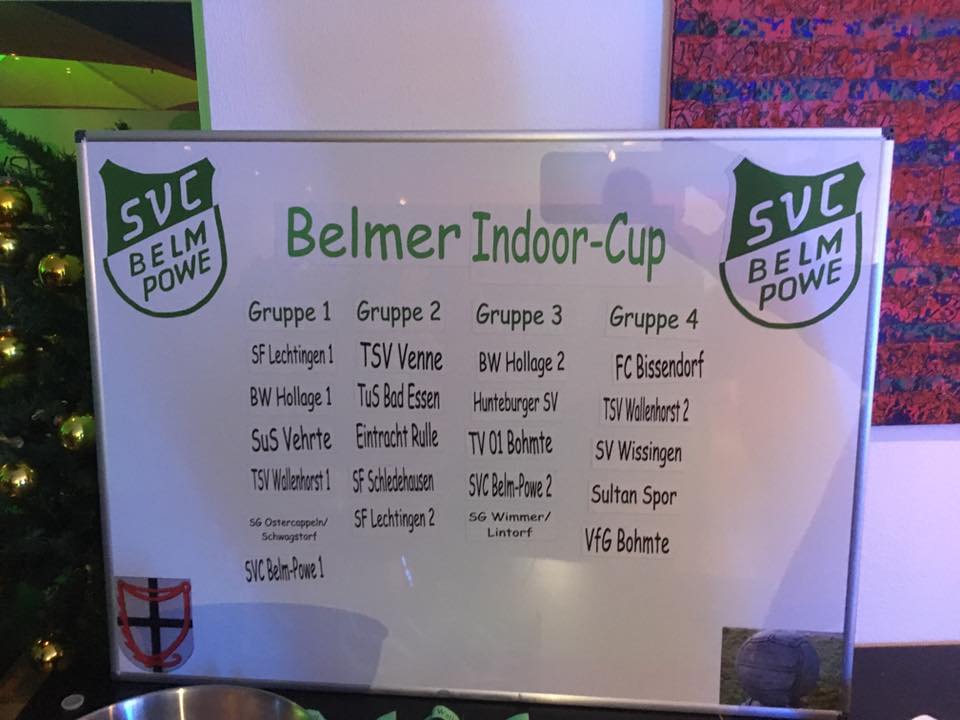 SVC
BELM
POWE
Belmer Indoor-Cup
SVC
BELM
POWE
Gruppe 1
SF Lechtingen 1
BW Hollage 1
SuS Vehrte
TSV Wallenhorst 1
SG Ostercappeln/
Schwagstorf
SVC Belm-Powe 1
Gruppe 2
TSV Venne
TuS Bad Essen
Eintracht Rulle
SF Schledehausen
SF Lechtingen 2
Gruppe 3
BW Hollage 2
Hunteburger SV
TV 01 Bohmte
SVC Belm-Powe 2
SG Wimmer/
Lintorf
Gruppe 4
FC Bissendorf
TSV Wallenhorst 2
SV Wissingen
Sultan Spor
VfG Bohmte